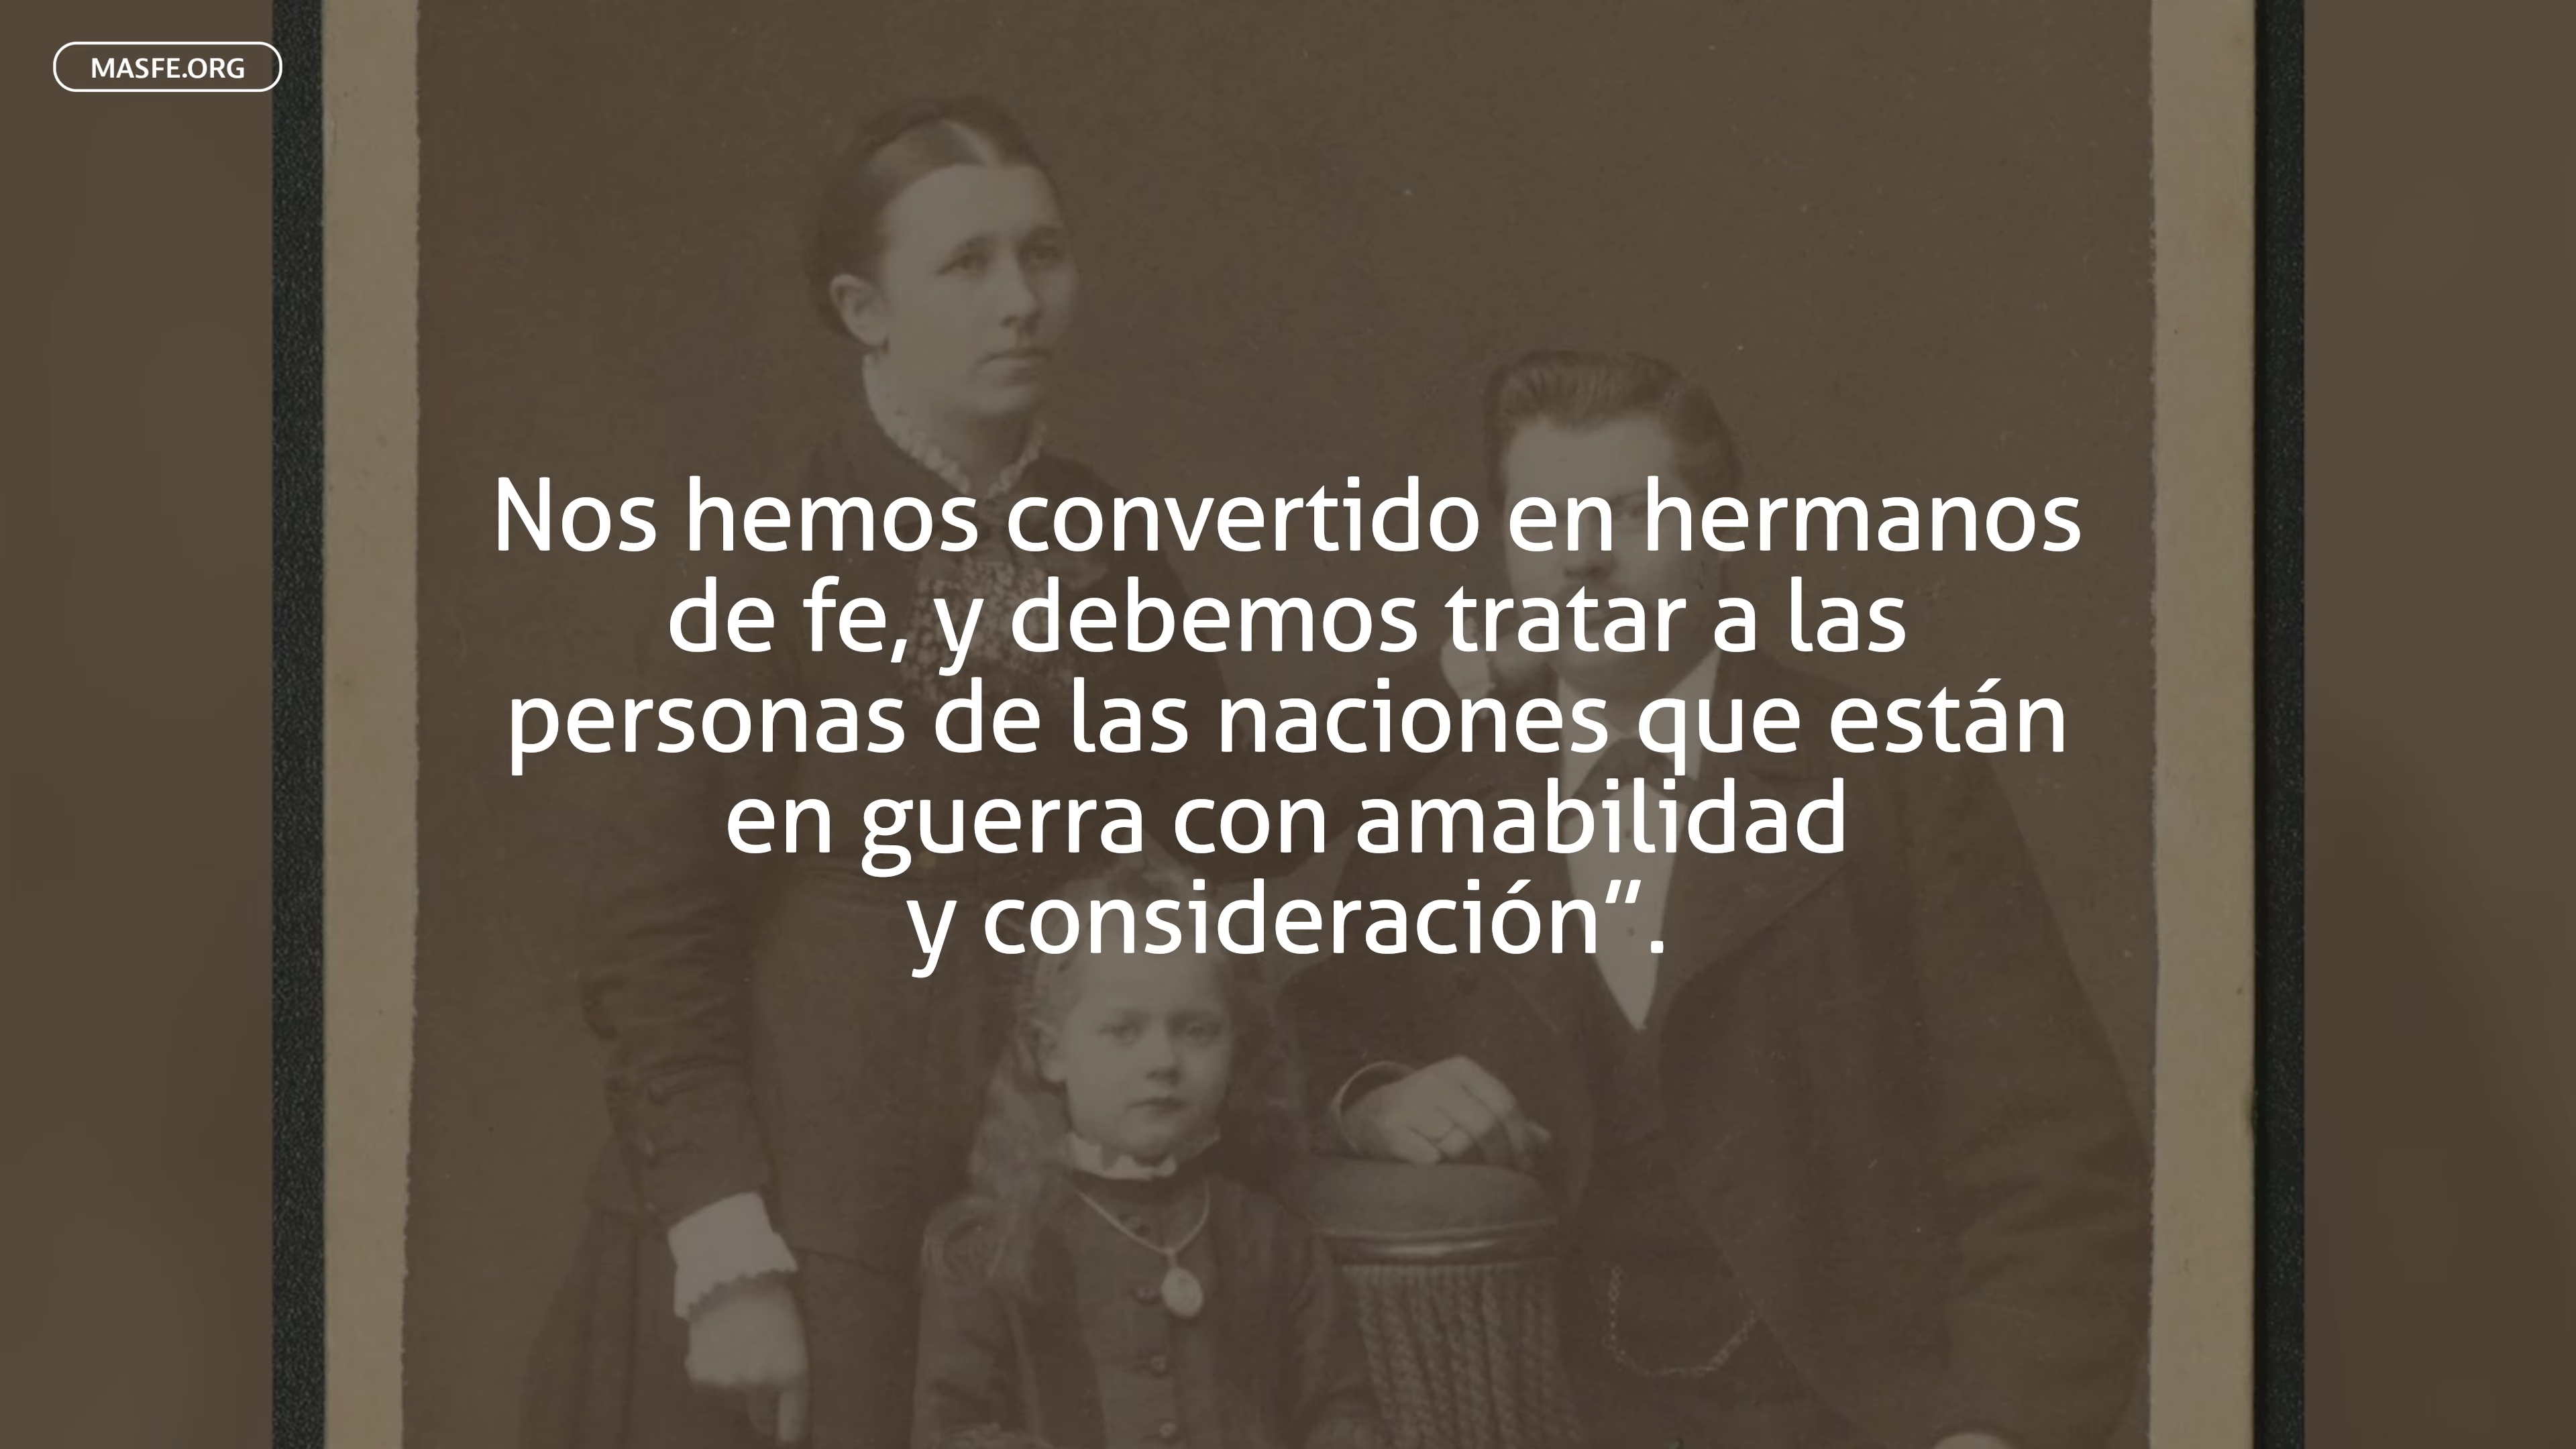 MASFE.ORG
Nos hemos convertido en hermanos
de fe, y debemos tratar a las
personas de las naciones que están
en guerra con amabilidad
y consideración”.